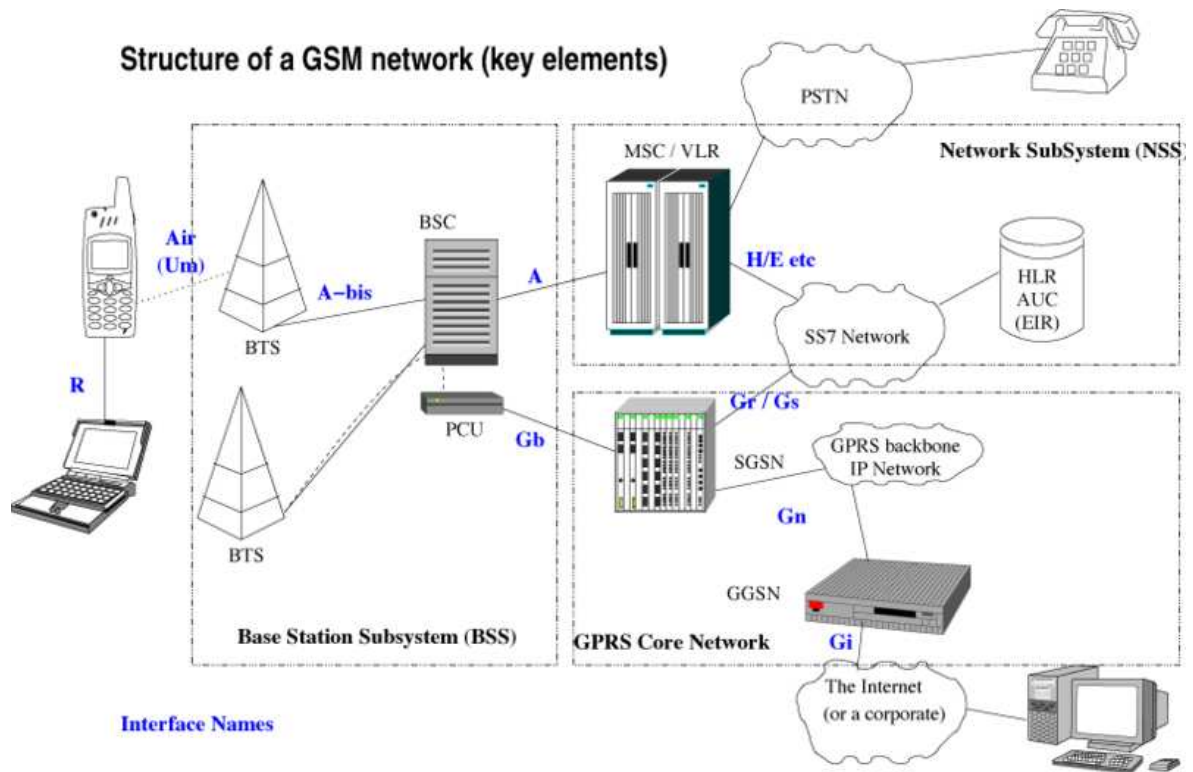 Structure of a GSM network (key elements)
PSTN
MSC / VLR
Network SubSystem (NSS)
BSC
Air
(Um)
A-bis
A
H/E etc
HLR
AUC
(EIR)
BTS
SS7 Network
R
PCU
Gb
Gr / Gs
SGSN
GPRS backbone
IP Network
Gn
BTS
GGSN
Base Station Subsystem (BSS)
GPRS Core Network
Gi
The Internet
(or a corporate)
Interface Names